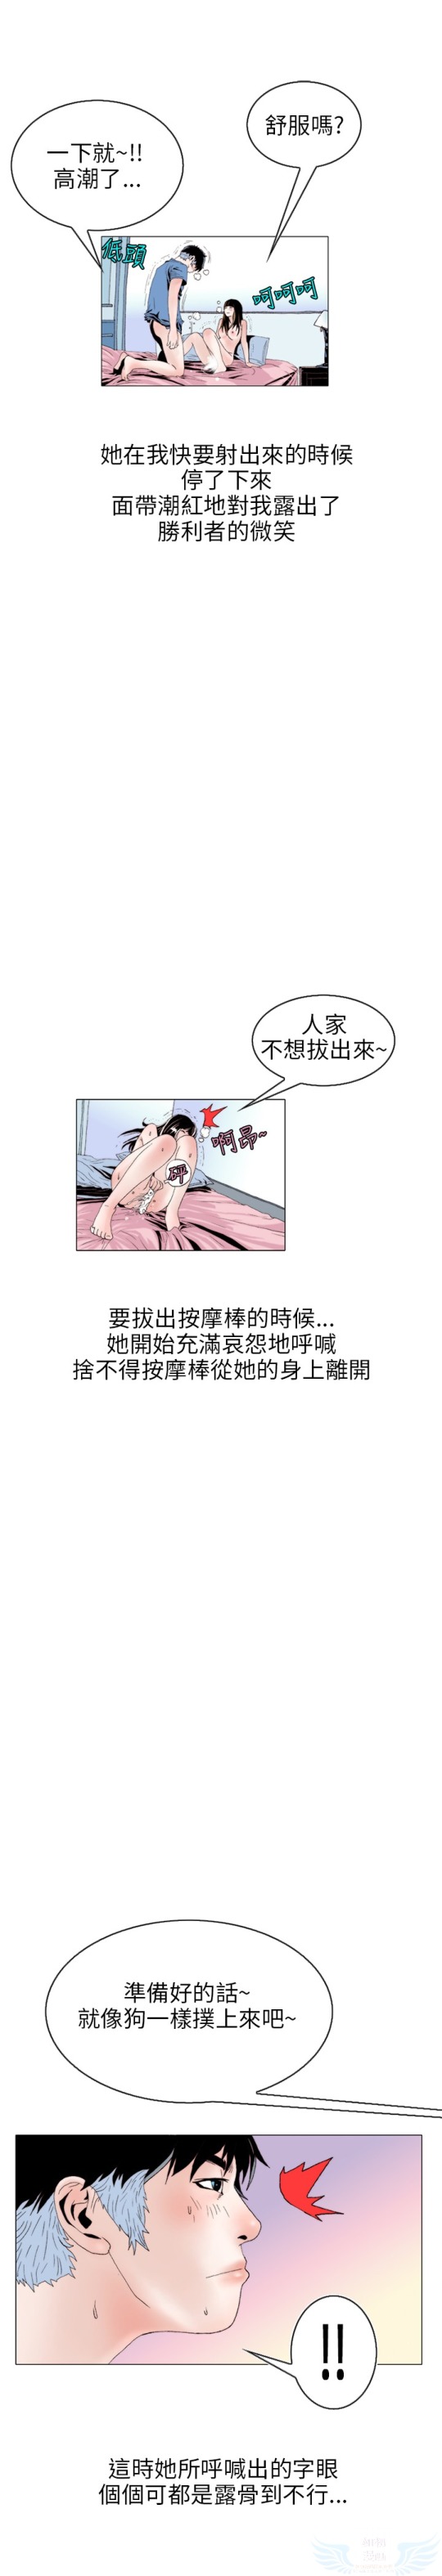 舒服嗎?
一下就~!!
高潮了...
低頭
呵呵呵
她在我快要射出來的時候
停了下來
面帶潮紅地對我露出了
勝利者的微笑
人家
不想拔出來~
啊昂~
砰
要拔出按摩棒的時候...
她開始充滿哀怨地呼喊
捨不得按摩棒從她的身上離開
準備好的話~
就像狗一樣撲上來吧~
!!
這時她所呼喊出的字眼
個個可都是露骨到不行...